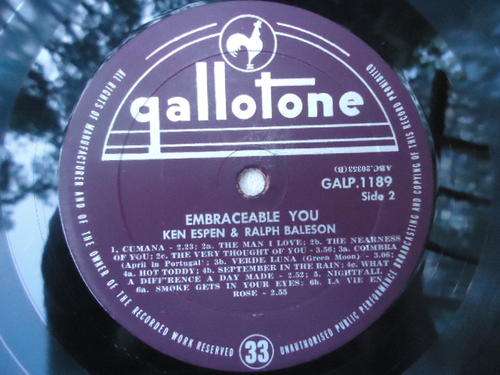 gallotone
ABC.20353(B)
GALP.1189
Side 2
EMBRACEABLE YOU
KEN ESPEN & RALPH BALESON
1. CUMANA - 2.23; 2a. THE MAN I LOVE; 2b. THE NEARNESS
OF YOU; 2c. THE VERY THOUGHT OF YOU - 3.56; 3a. COIMBRA
(April in Portugal); 3b. VERDE LUNA (Green Moon) - 3.06;
4a. HOT TODDY; 4b. SEPTEMBER IN THE RAIN; 4c. WHAT
A DIFF'RENCE A DAY MADE - 2.52; 5. NIGHTFALL
6a. SMOKE GETS IN YOUR EYES; 6b. LA VIE EN
ROSE - 2.55
33
ALL RIGHTS OF MANUFACTURER AND OF THE OWNER OF THE RECORDED WORK RESERVED
UNAUTHORISED PUBLIC PERFORMANCE BROADCASTING AND COPYING OF THIS RECORD PROHIBITED